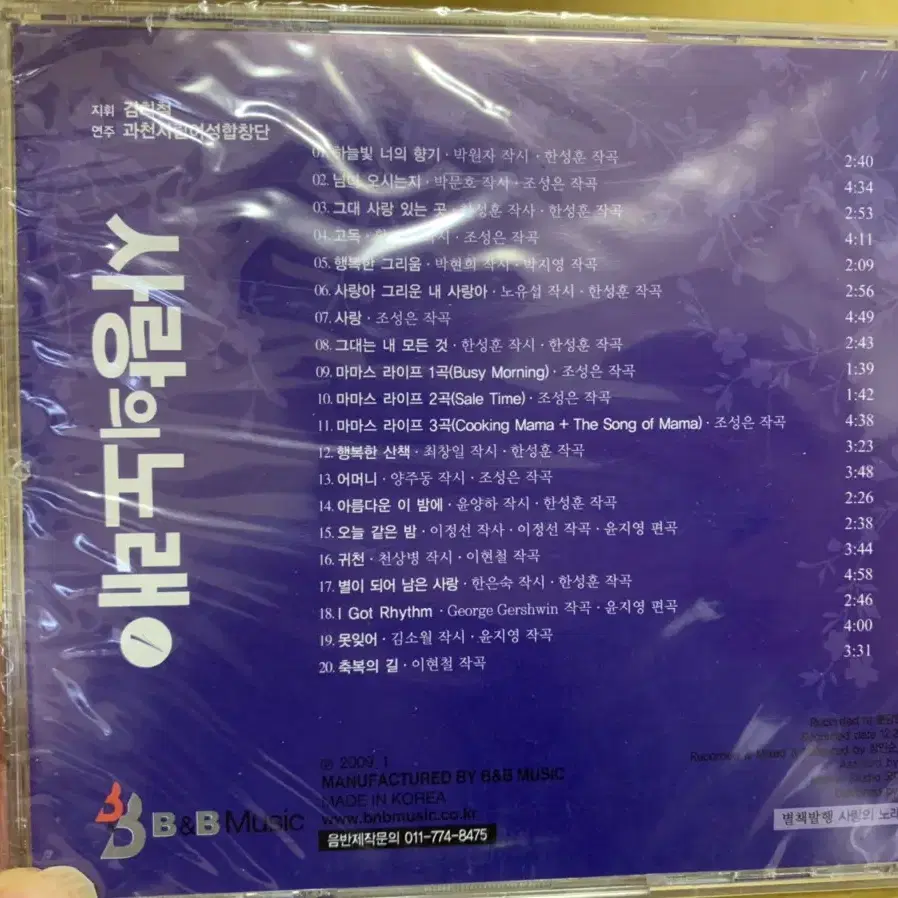 지휘
연주 과천시립여성합창단
사랑의 노래 1
01. 하늘빛 너의 향기 · 박원자 작시 · 한성훈 작곡 2:40
02. 님이 오시는지 · 박문호 작시 · 조성은 작곡 4:34
03. 그대 사랑 있는 곳 · 한성훈 작사 · 한성훈 작곡 2:53
04. 고독 · 작시 · 조성은 작곡 4:11
05. 행복한 그리움 · 박현희 작시 · 박지영 작곡 2:09
06. 사랑아 그리운 내 사랑아 · 노유섭 작시 · 한성훈 작곡 2:56
07. 사랑 · 조성은 작곡 4:49
08. 그대는 내 모든 것 · 한성훈 작시 · 한성훈 작곡 2:43
09. 마마스 라이프 1곡(Busy Morning) · 조성은 작곡 1:39
10. 마마스 라이프 2곡(Sale Time) · 조성은 작곡 1:42
11. 마마스 라이프 3곡(Cooking Mama + The Song of Mama) · 조성은 작곡 4:38
12. 행복한 산책 · 최창일 작시 · 한성훈 작곡 3:23
13. 어머니 · 양주동 작시 · 조성은 작곡 3:48
14. 아름다운 이 밤에 · 윤양하 작시 · 한성훈 작곡 2:26
15. 오늘 같은 밤 · 이정선 작사 · 이정선 작곡 · 윤지영 편곡 2:38
16. 귀천 · 천상병 작시 · 이현철 작곡 3:44
17. 별이 되어 남은 사랑 · 한은숙 작시 · 한성훈 작곡 4:58
18. I Got Rhythm · George Gershwin 작곡 · 윤지영 편곡 2:46
19. 못잊어 · 김소월 작시 · 윤지영 작곡 4:00
20. 축복의 길 · 이현철 작곡 3:31
Recorded date
Recorded & Mixed & by
by
Studio
by
별책발행 사랑의 노래
℗ 2009. 1
MANUFACTURED BY B&B MUSIC
MADE IN KOREA
www.bnbmusic.co.kr
음반제작문의 011-774-8475
B&B Music